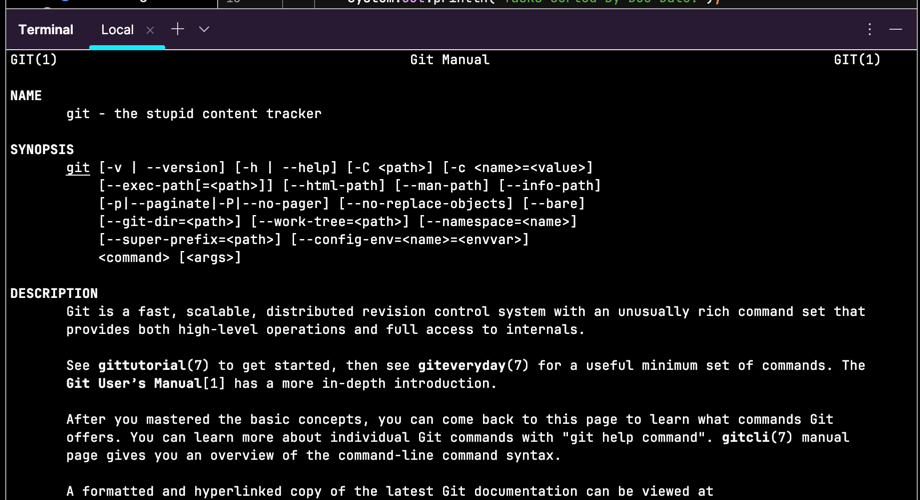 Terminal Local
GIT(1) Git Manual GIT(1)
NAME
git - the stupid content tracker
SYNOPSIS
git [-v | --version] [-h | --help] [-C <path>] [-c <name>=<value>]
[--exec-path[=<path>]] [--html-path] [--man-path] [--info-path]
[-p|--paginate|-P|--no-pager] [--no-replace-objects] [--bare]
[--git-dir=<path>] [--work-tree=<path>] [--namespace=<name>]
[--super-prefix=<path>] [--config-env=<name>=<envvar>]
<command> [<args>]
DESCRIPTION
Git is a fast, scalable, distributed revision control system with an unusually rich command set that
provides both high-level operations and full access to internals.
See gittutorial(7) to get started, then see giteveryday(7) for a useful minimum set of commands. The
Git User’s Manual[1] has a more in-depth introduction.
After you mastered the basic concepts, you can come back to this page to learn what commands Git
offers. You can learn more about individual Git commands with "git help command". gitcli(7) manual
page gives you an overview of the command-line command syntax.
A formatted and hyperlinked copy of the latest Git documentation can be viewed at